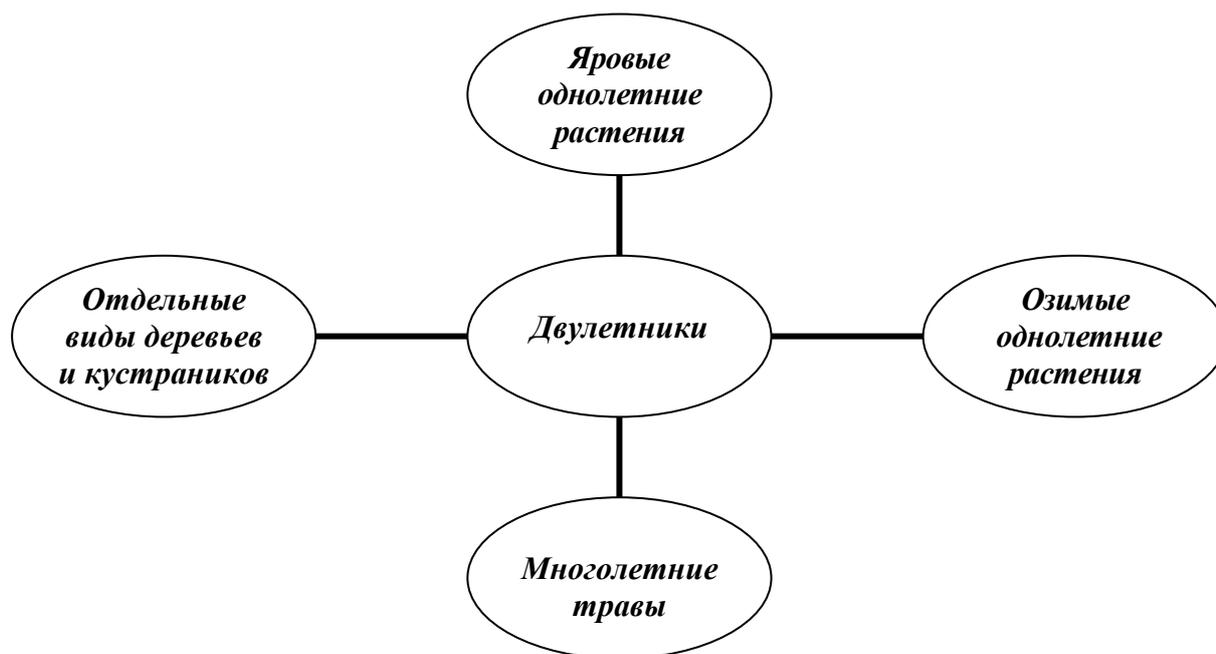 Яровые
однолетние
растения
Отдельные
виды деревьев
и кустраников
Двулетники
Озимые
однолетние
растения
Многолетние
травы